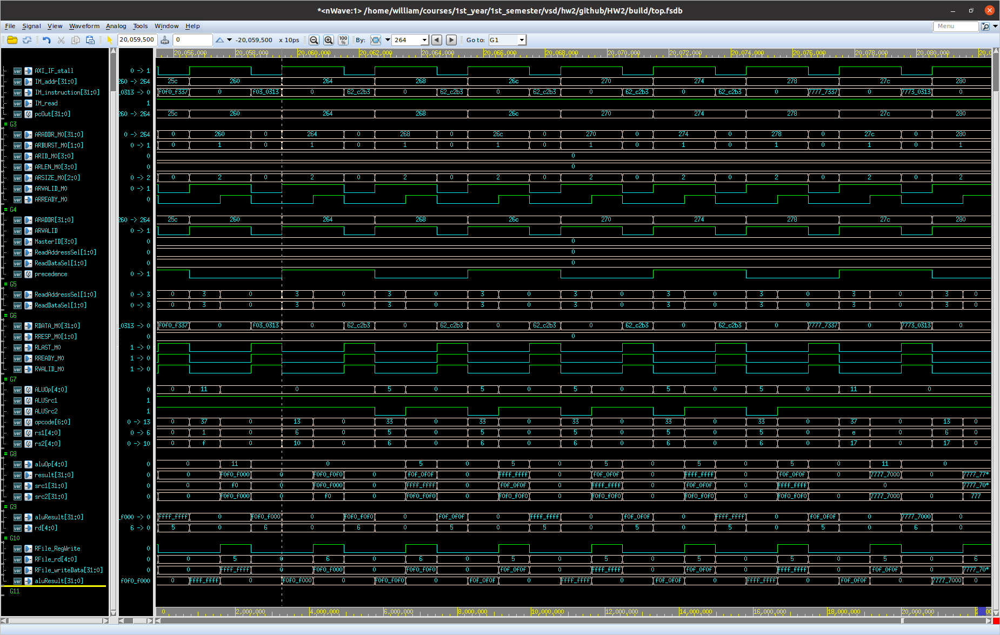 *<nWave:1> /home/william/courses/1st_year/1st_semester/vsd/hw2/github/HW2/build/top.fsdb
File Signal View Waveform Analog Tools Window Help Menu
20,059,500 0 -20,059,500 x 10ps 100 % By: 264 Go to: G1
20,056,000 20,058,000 20,060,000 20,062,000 20,064,000 20,066,000 20,068,000 20,070,000 20,072,000 20,074,000 20,076,000 20,078,000 20,080,000
AXI_IF_stall 0 -> 1
IM_addr[31:0] 260 -> 264 25c 260 264 268 26c 270 274 278 27c 280
IM_instruction[31:0] _0313 -> 0 f0f0_f337 0 f03_0313 0 62_c2b3 0 62_c2b3 0 62_c2b3 0 62_c2b3 0 62_c2b3 0 7777_7337 0 7773_0313 0
IM_read 1
pcOut[31:0] 260 -> 264 25c 260 264 268 26c 270 274 278 27c 280
G3
ARADDR_M0[31:0] 0 -> 264 0 260 0 264 0 268 0 26c 0 270 0 274 0 278 0 27c 0 280
ARBURST_M0[1:0] 0 -> 1 0 1 0 1 0 1 0 1 0 1 0 1 0 1 0 1 0 1
ARID_M0[3:0] 0 0
ARLEN_M0[3:0] 0 0
ARSIZE_M0[2:0] 0 -> 2 0 2 0 2 0 2 0 2 0 2 0 2 0 2 0 2 0 2
ARVALID_M0 0 -> 1
ARREADY_M0 0
G4
ARADDR[31:0] 260 -> 264 25c 260 264 268 26c 270 274 278 27c 280
ARVALID 0 -> 1
MasterID[3:0] 0 0
ReadAddressSel[1:0] 0 0
ReadDataSel[1:0] 0 0
precedence 0 -> 1
G5
ReadAddressSel[1:0] 0 -> 3 0 3 0 3 0 3 0 3 0 3 0 3 0 3 0 3 0 3 0
ReadDataSel[1:0] 0 -> 3 0 3 0 3 0 3 0 3 0 3 0 3 0 3 0 3 0 3 0
G6
RDATA_M0[31:0] _0313 -> 0 f0f0_f337 0 f03_0313 0 62_c2b3 0 62_c2b3 0 62_c2b3 0 62_c2b3 0 62_c2b3 0 7777_7337 0 7773_0313 0
RRESP_M0[1:0] 0 0
RLAST_M0 1 -> 0
RREADY_M0 1 -> 0
RVALID_M0 1 -> 0
G7
ALUOp[4:0] 0 0 11 0 5 0 5 0 5 0 5 0 5 0 11 0
ALUSrc1 1
ALUSrc2 1
opcode[6:0] 0 -> 13 0 37 0 13 0 33 0 33 0 33 0 33 0 33 0 37 0 13 0
rs1[4:0] 0 -> 6 0 1 0 6 0 5 0 5 0 5 0 5 0 5 0 e 0 6 0
rs2[4:0] 0 -> 10 0 f 0 10 0 6 0 6 0 6 0 6 0 6 0 17 0 17 0
G8
aluOp[4:0] 0 0 11 0 5 0 5 0 5 0 5 0 5 0 11 0
result[31:0] 0 0 f0f0_f000 0 f0f0_f0f0 0 f0f_0f0f 0 ffff_ffff 0 f0f_0f0f 0 ffff_ffff 0 f0f_0f0f 0 7777_7000 0 7777_77*
src1[31:0] 0 0 f0 0 f0f0_f000 0 ffff_ffff 0 f0f_0f0f 0 ffff_ffff 0 f0f_0f0f 0 ffff_ffff 0 7777_70*
src2[31:0] 0 0 f0f0_f000 0 f0 0 f0f0_f0f0 0 f0f0_f0f0 0 f0f0_f0f0 0 f0f0_f0f0 0 f0f0_f0f0 0 7777_7000 0 777
G9
aluResult[31:0] _f000 -> 0 ffff_ffff 0 f0f0_f000 0 f0f0_f0f0 0 f0f_0f0f 0 ffff_ffff 0 f0f_0f0f 0 ffff_ffff 0 f0f_0f0f 0 7777_7000 0
rd[4:0] 6 -> 0 5 0 6 0 6 0 5 0 5 0 5 0 5 0 5 0 6 0
G10
RFile_RegWrite 0
RFile_rd[4:0] 0 0 5 0 6 0 6 0 5 0 5 0 5 0 5 0 5 0 6
RFile_writeData[31:0] 0 0 ffff_ffff 0 f0f0_f000 0 f0f0_f0f0 0 f0f_0f0f 0 ffff_ffff 0 f0f_0f0f 0 ffff_ffff 0 f0f_0f0f 0 7777_70*
aluResult[31:0] f0f0_f000 0 ffff_ffff 0 f0f0_f000 0 f0f0_f0f0 0 f0f_0f0f 0 ffff_ffff 0 f0f_0f0f 0 ffff_ffff 0 f0f_0f0f 0 7777_7000 0
G11
0 2,000,000 4,000,000 6,000,000 8,000,000 10,000,000 12,000,000 14,000,000 16,000,000 18,000,000 20,000,000